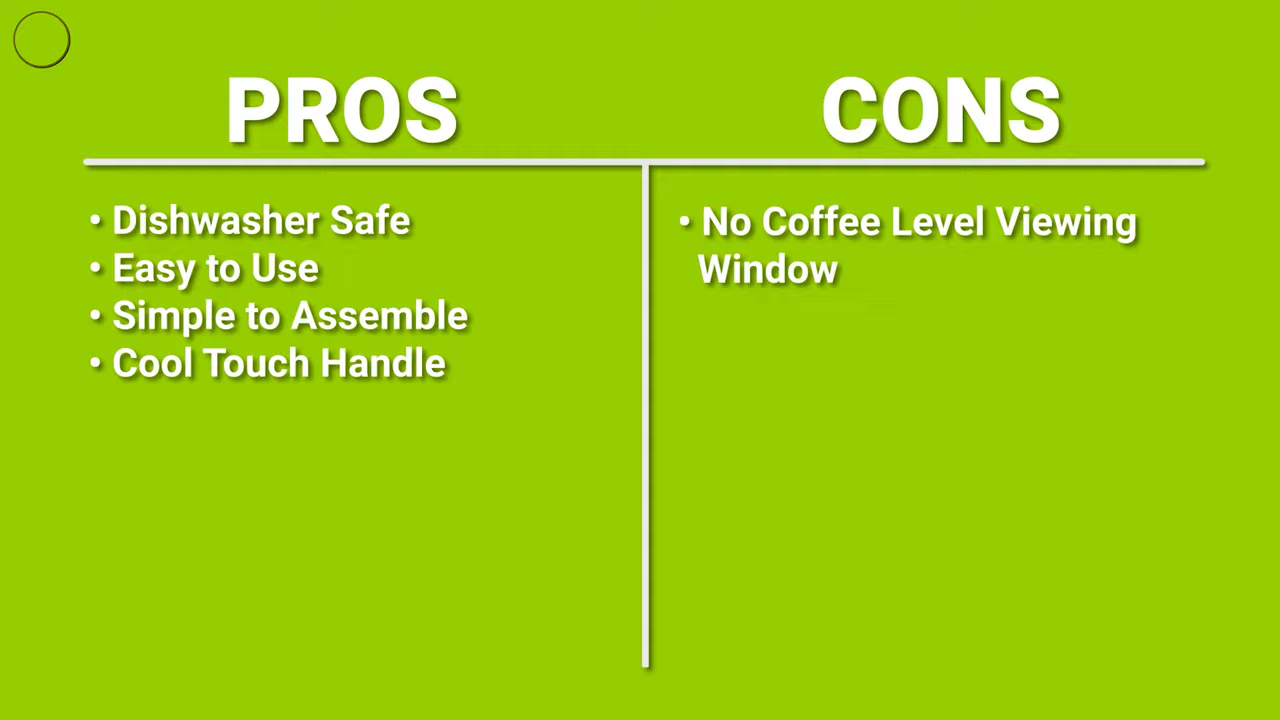 PROS
CONS
• Dishwasher Safe
• Easy to Use
• Simple to Assemble
• Cool Touch Handle
• No Coffee Level Viewing
Window